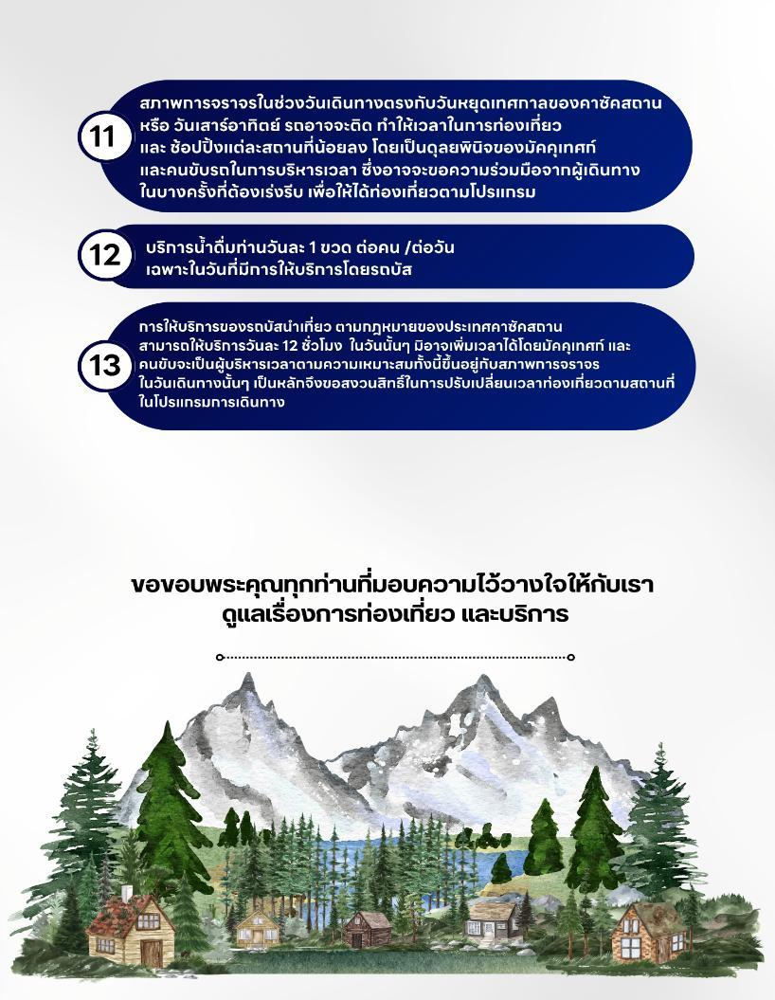 11
สภาพการจราจรในช่วงวันเดินทางตรงกับวันหยุดเทศกาลของคาซัคสถาน
หรือ วันเสาร์อาทิตย์ รถอาจจะติด ทำให้เวลาในการท่องเที่ยว
และ ช้อปปิ้งแต่ละสถานที่น้อยลง โดยเป็นดุลยพินิจของมัคคุเทศก์
และคนขับรถในการบริหารเวลา ซึ่งอาจจะขอความร่วมมือจากผู้เดินทาง
ในบางครั้งที่ต้องเร่งรีบ เพื่อให้ได้ท่องเที่ยวตามโปรแกรม
12
บริการน้ำดื่มท่านวันละ 1 ขวด ต่อคน /ต่อวัน
เฉพาะในวันที่มีการให้บริการโดยรถบัส
13
การให้บริการของรถบัสนำเที่ยว ตามกฎหมายของประเทศคาซัคสถาน
สามารถให้บริการวันละ 12 ชั่วโมง ในวันนั้นๆ มิอาจเพิ่มเวลาได้โดยมัคคุเทศก์ และ
คนขับจะเป็นผู้บริหารเวลาตามความเหมาะสมทั้งนี้ขึ้นอยู่กับสภาพการจราจร
ในวันเดินทางนั้นๆ เป็นหลักจึงขอสงวนสิทธิ์ในการปรับเปลี่ยนเวลาท่องเที่ยวตามสถานที่
ในโปรแกรมการเดินทาง
ขอขอบพระคุณทุกท่านที่มอบความไว้วางใจให้กับเรา
ดูแลเรื่องการท่องเที่ยว และบริการ